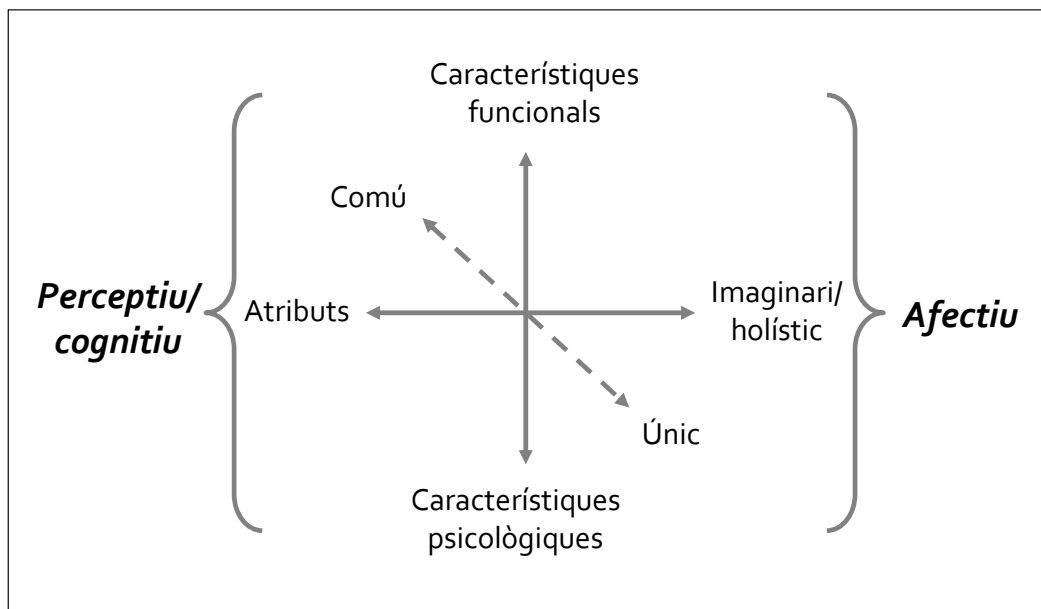 Característiques
funcionals
Comú
Perceptiu/
cognitiu
Atributs
Imaginari/
holístic
Afectiu
Únic
Característiques
psicològiques